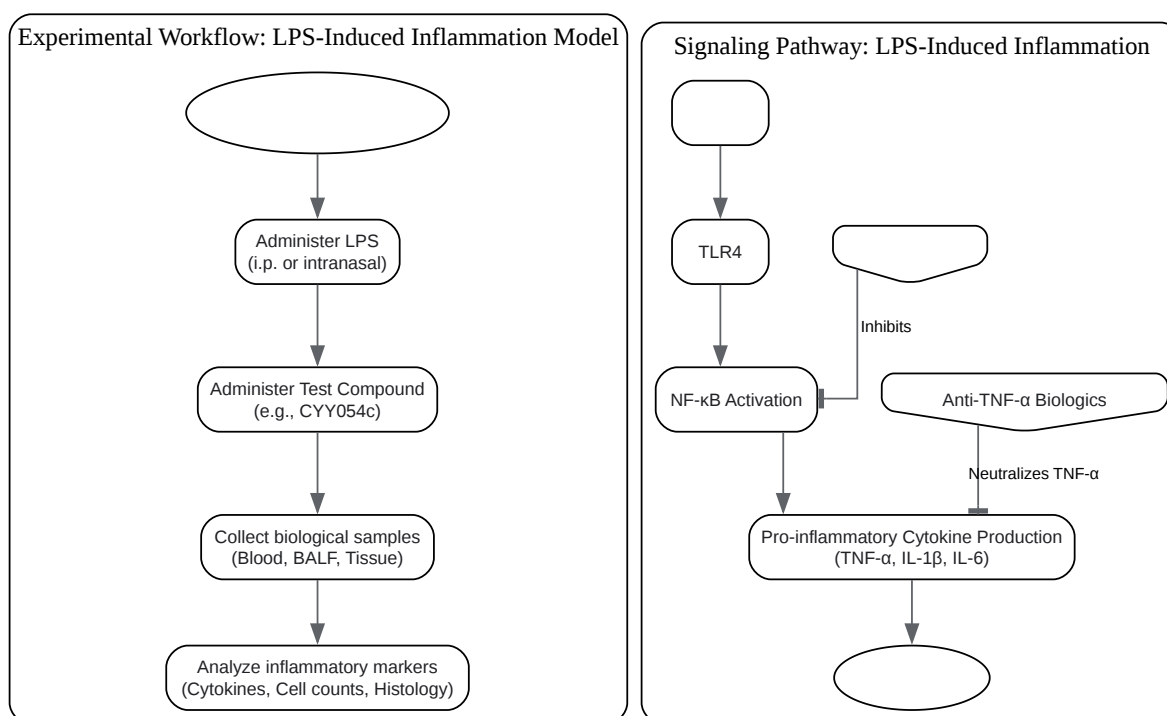 Experimental Workflow: LPS-Induced Inflammation Model
Administer LPS
(i.p. or intranasal)
Administer Test Compound
(e.g., CYY054c)
Collect biological samples
(Blood, BALF, Tissue)
Analyze inflammatory markers
(Cytokines, Cell counts, Histology)
Signaling Pathway: LPS-Induced Inflammation
TLR4
Inhibits
NF-κB Activation
Anti-TNF-α Biologics
Neutralizes TNF-α
Pro-inflammatory Cytokine Production
(TNF-α, IL-1β, IL-6)